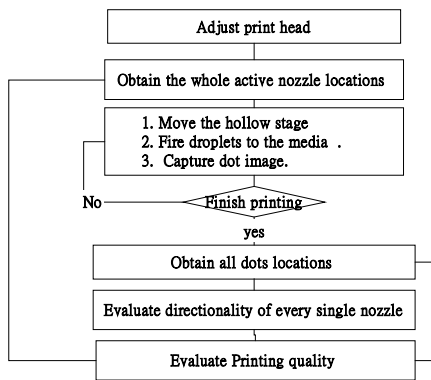 Adjust print head
Obtain the whole active nozzle locations
1. Move the hollow stage
2. Fire droplets to the media .
3. Capture dot image.
Finish printing
No
yes
Obtain all dots locations
Evaluate directionality of every single nozzle
Evaluate Printing quality